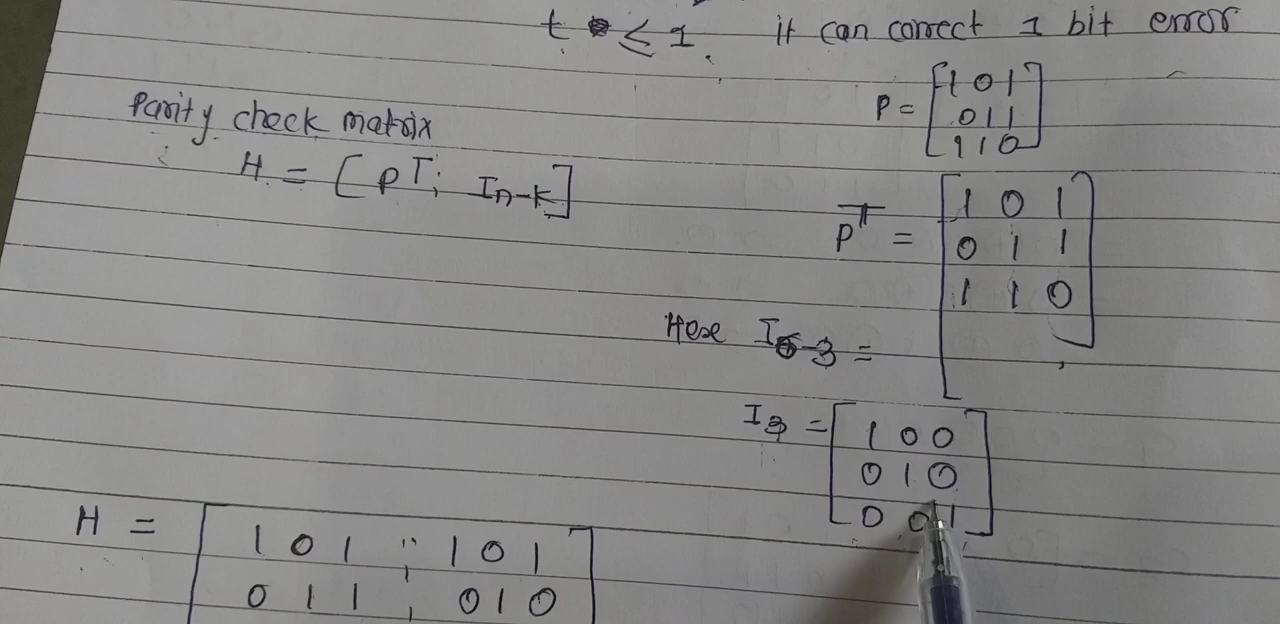 t ≤ 1. it can correct 1 bit error
P = [1 0 1
0 1 1
1 1 0]
Parity check matrix
H = [P^T ; I_n-k]
P^T = [1 0 1
0 1 1
1 1 0]
Here I_6-3 =
I_3 = [1 0 0
0 1 0
0 0 1]
H = [1 0 1 ; 1 0 1
0 1 1 ; 0 1 0